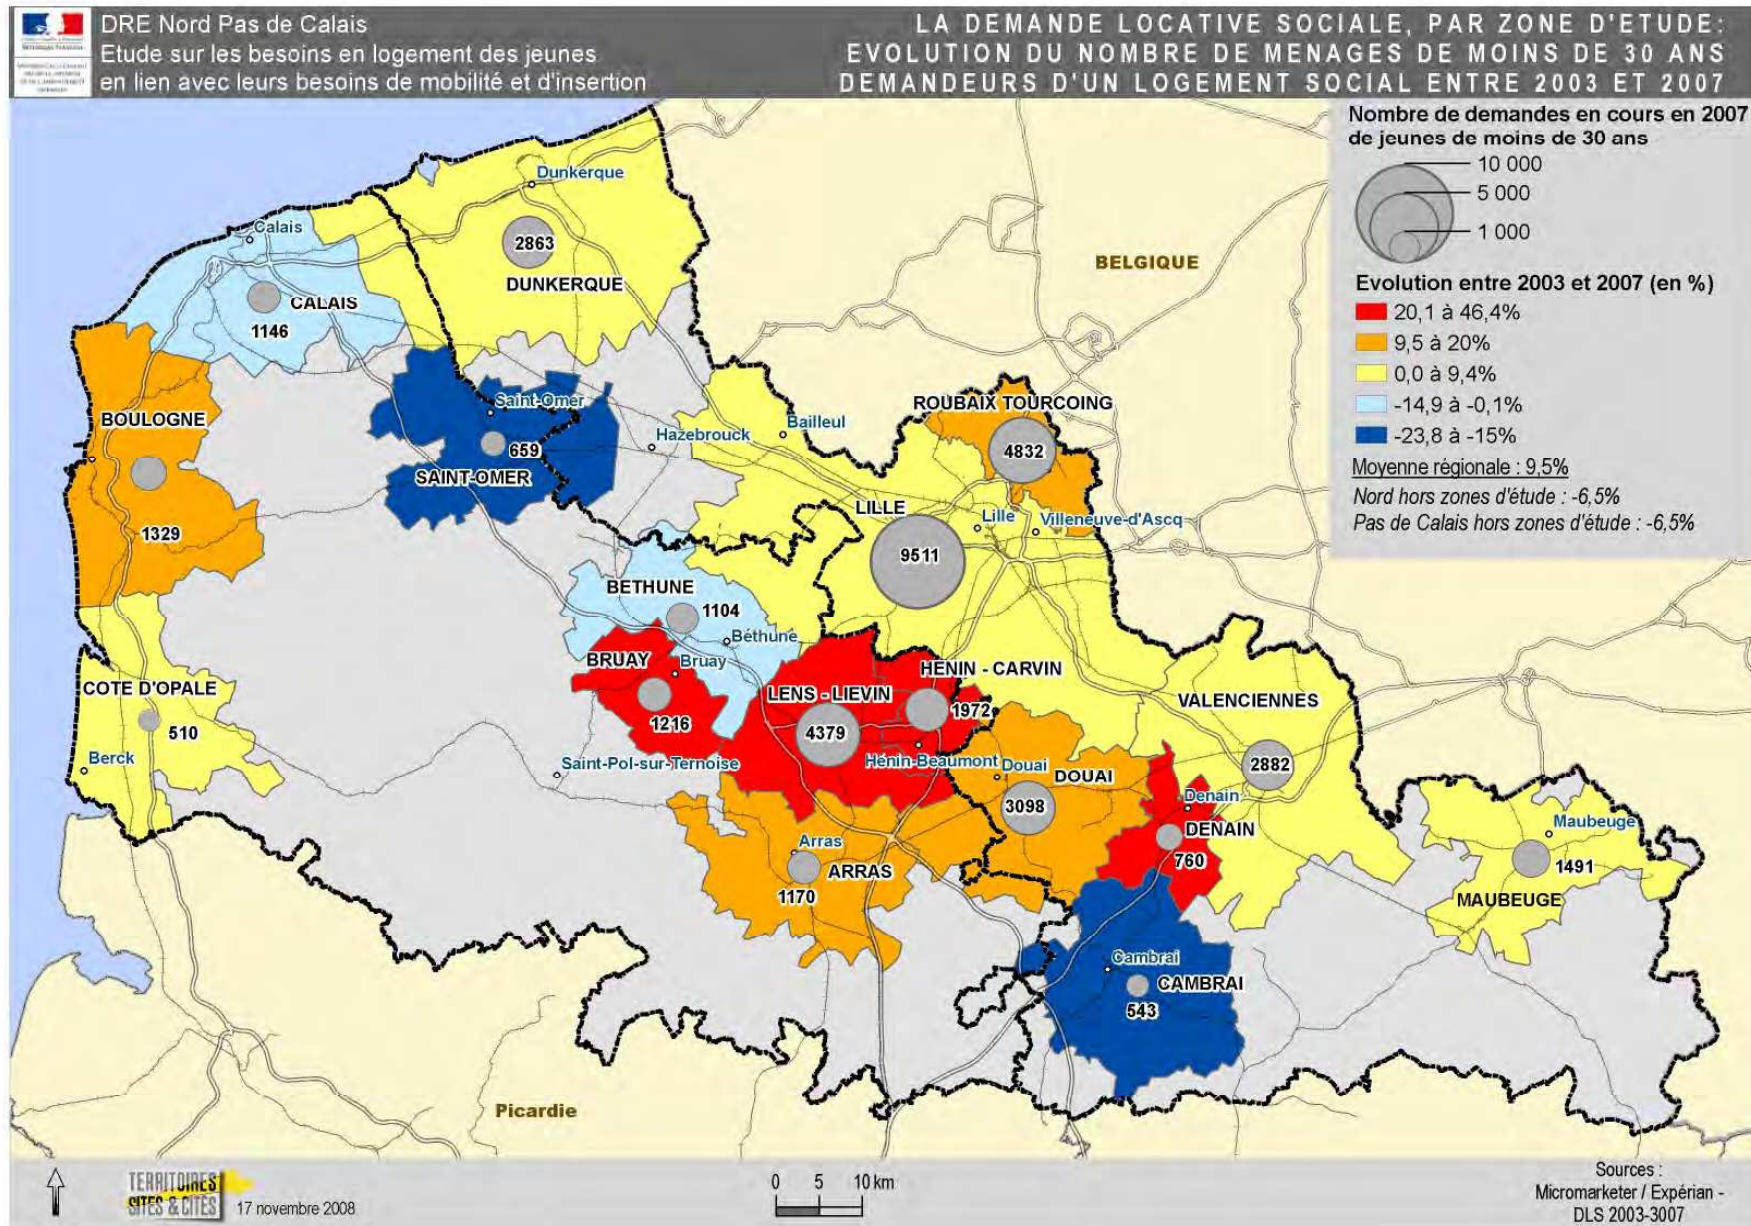 DRE Nord Pas de Calais
Etude sur les besoins en logement des jeunes
en lien avec leurs besoins de mobilité et d'insertion
LA DEMANDE LOCATIVE SOCIALE, PAR ZONE D'ETUDE:
EVOLUTION DU NOMBRE DE MENAGES DE MOINS DE 30 ANS
DEMANDEURS D'UN LOGEMENT SOCIAL ENTRE 2003 ET 2007
Nombre de demandes en cours en 2007
de jeunes de moins de 30 ans
10 000
5 000
1 000
Evolution entre 2003 et 2007 (en %)
20,1 à 46,4%
9,5 à 20%
0,0 à 9,4%
-14,9 à -0,1%
-23,8 à -15%
Moyenne régionale : 9,5%
Nord hors zones d'étude : -6,5%
Pas de Calais hors zones d'étude : -6,5%
Dunkerque
2863
DUNKERQUE
Calais
CALAIS
1146
BELGIQUE
BOULOGNE
1329
Saint-Omer
659
SAINT-OMER
Hazebrouck
Bailleul
ROUBAIX TOURCOING
4832
LILLE
Lille
Villeneuve-d'Ascq
9511
BETHUNE
1104
Béthune
BRUAY
Bruay
1216
LENS - LIEVIN
4379
HENIN - CARVIN
1972
Hénin-Beaumont
COTE D'OPALE
510
Berck
Saint-Pol-sur-Ternoise
VALENCIENNES
2882
Douai
DOUAI
3098
Denain
DENAIN
760
Maubeuge
1491
MAUBEUGE
Arras
ARRAS
1170
Cambrai
CAMBRAI
543
Picardie
TERRITOIRES
SITES & CITÉS
17 novembre 2008
0 5 10 km
Sources :
Micromarketer / Expérian -
DLS 2003-3007